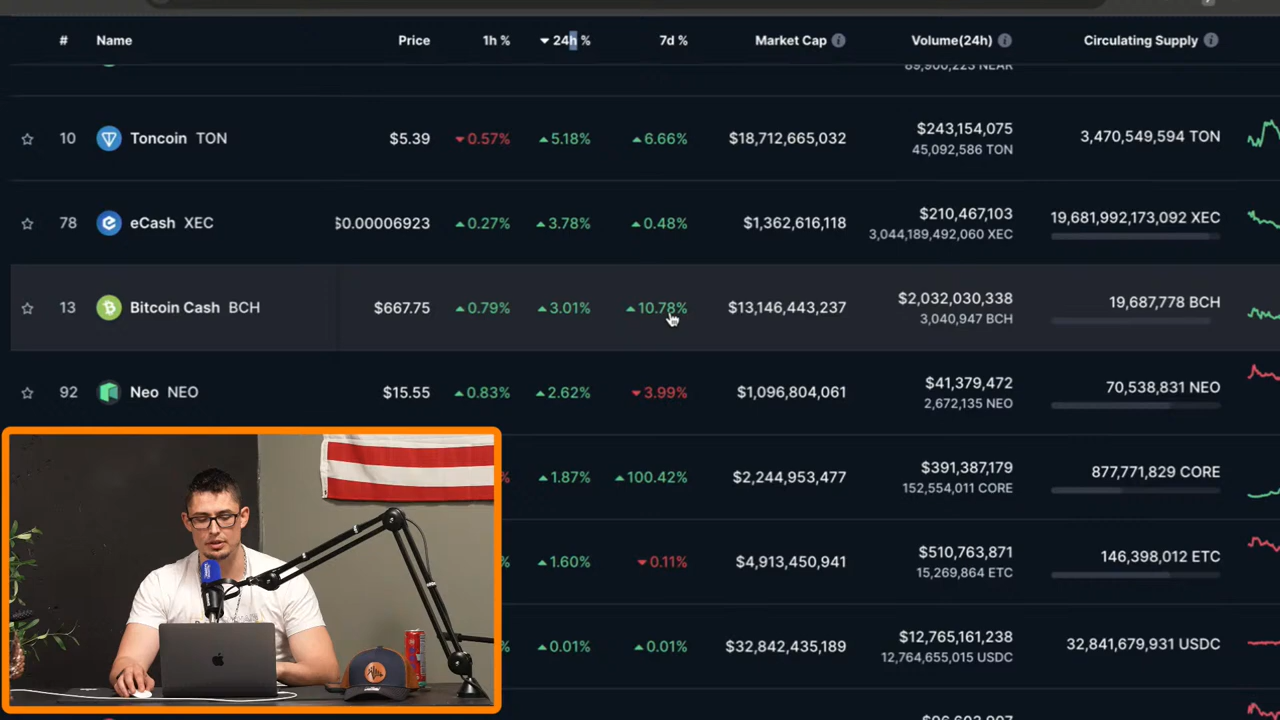 # Name Price 1h % 24h % 7d % Market Cap Volume(24h) Circulating Supply
89,900,223 NEAR
10 Toncoin TON $5.39 0.57% 5.18% 6.66% $18,712,665,032 $243,154,075 3,470,549,594 TON
45,092,586 TON
78 eCash XEC $0.00006923 0.27% 3.78% 0.48% $1,362,616,118 $210,467,103 19,681,992,173,092 XEC
3,044,189,492,060 XEC
13 Bitcoin Cash BCH $667.75 0.79% 3.01% 10.78% $13,146,443,237 $2,032,030,338 19,687,778 BCH
3,040,947 BCH
92 Neo NEO $15.55 0.83% 2.62% 3.99% $1,096,804,061 $41,379,472 70,538,831 NEO
2,672,135 NEO
% 1.87% 100.42% $2,244,953,477 $391,387,179 877,771,829 CORE
152,554,011 CORE
% 1.60% 0.11% $4,913,450,941 $510,763,871 146,398,012 ETC
15,269,864 ETC
% 0.01% 0.01% $32,842,435,189 $12,765,161,238 32,841,679,931 USDC
12,764,655,015 USDC